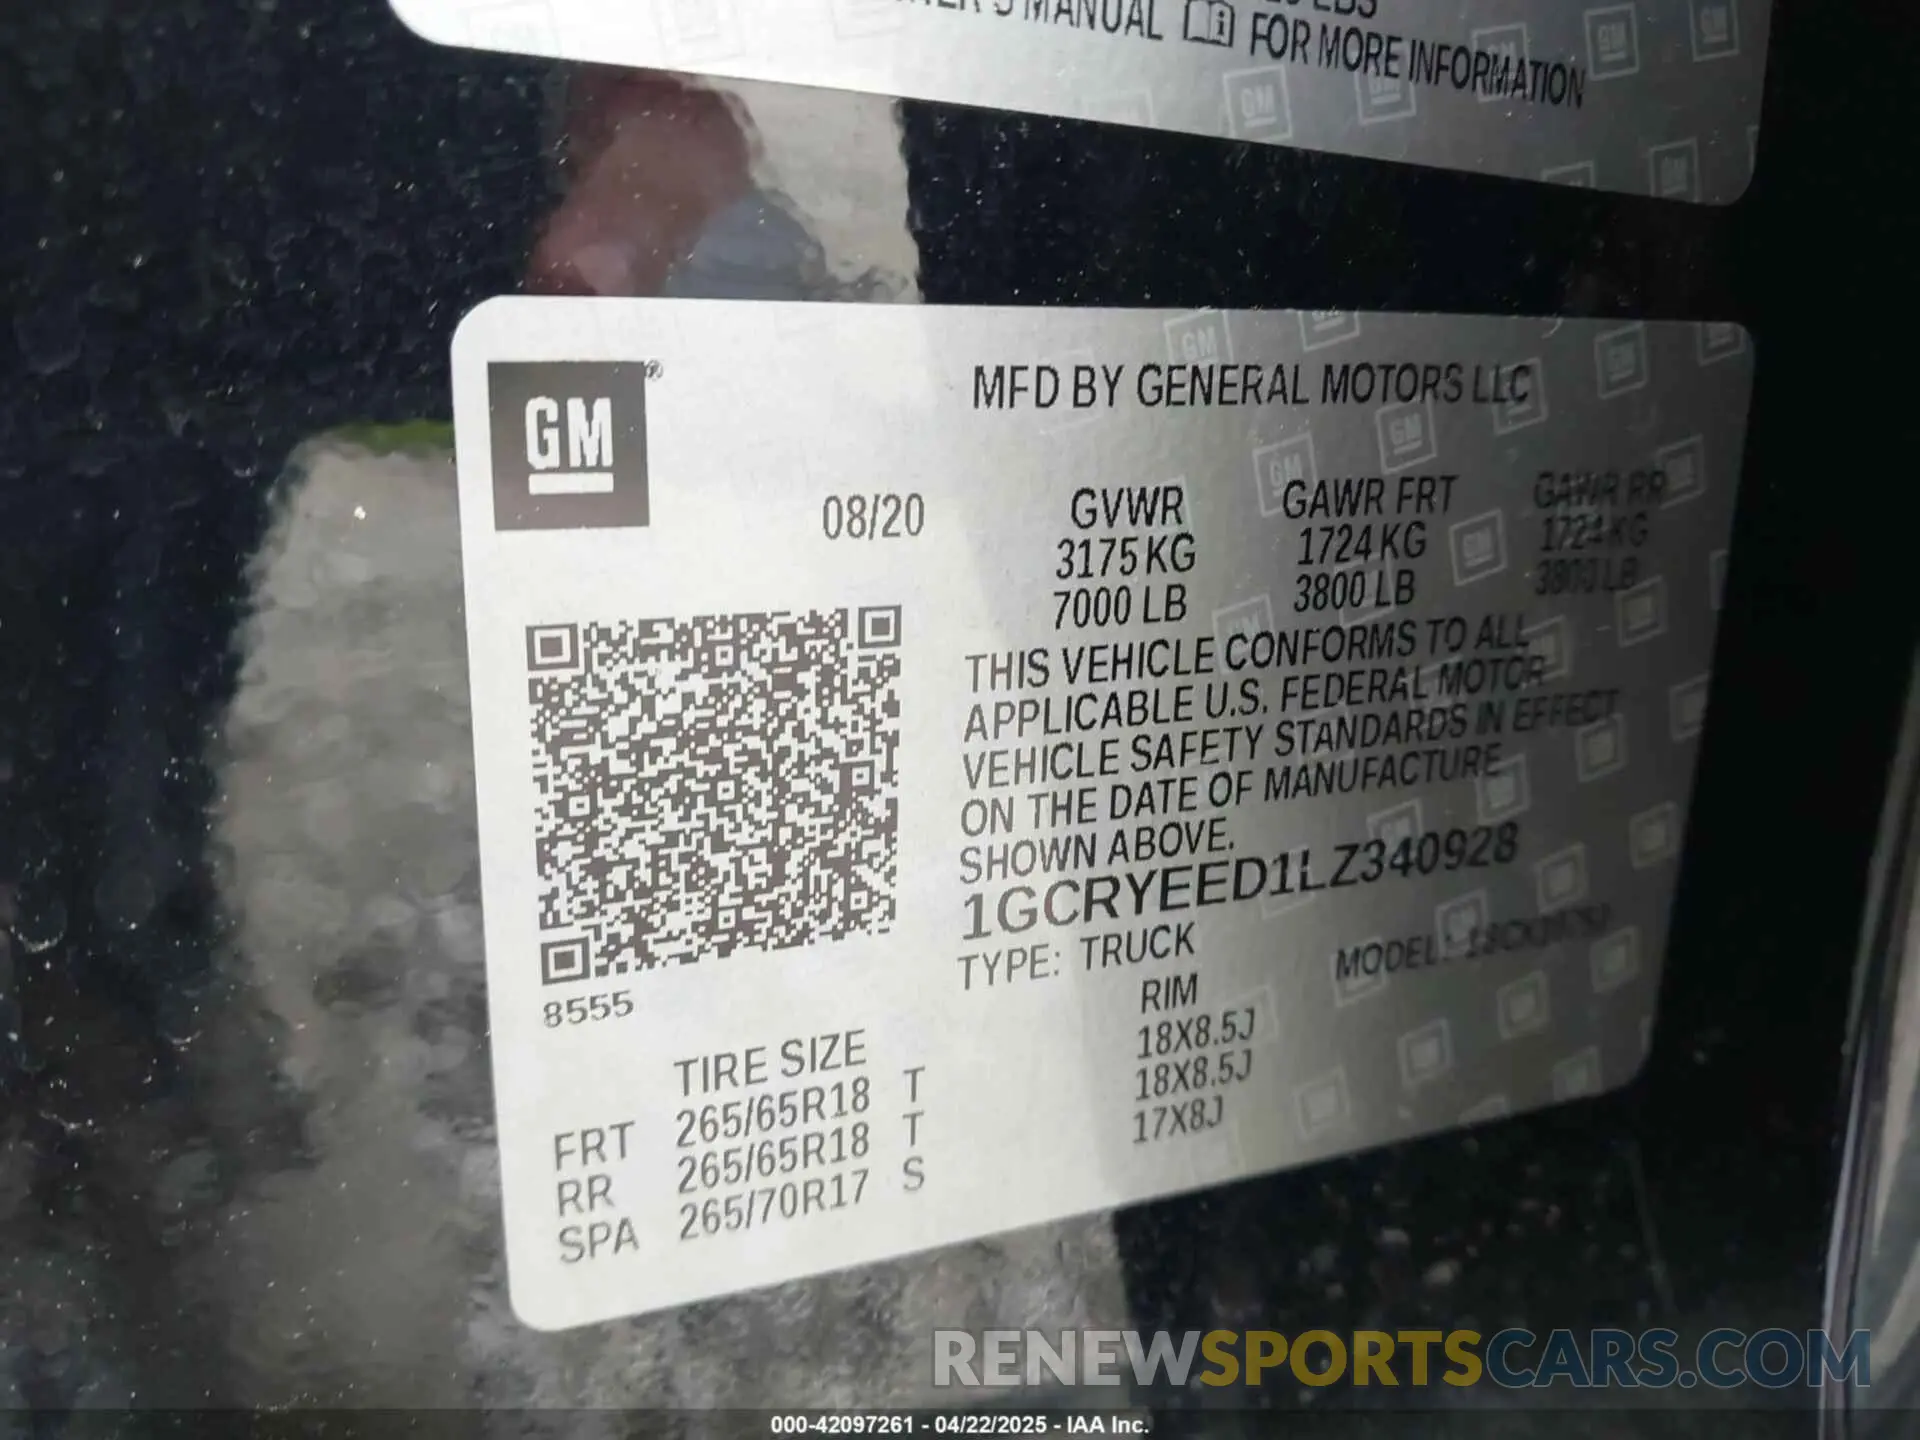 MANUAL FOR MORE INFORMATION
GM
MFD BY GENERAL MOTORS LLC
08/20
GVWR GAWR FRT GAWR RR
3175 KG 1724 KG 1724 KG
7000 LB 3800 LB 3800 LB
THIS VEHICLE CONFORMS TO ALL
APPLICABLE U.S. FEDERAL MOTOR
VEHICLE SAFETY STANDARDS IN EFFECT
ON THE DATE OF MANUFACTURE
SHOWN ABOVE.
1GCRYEED1LZ340928
TYPE: TRUCK MODEL:
8555
TIRE SIZE RIM
FRT 265/65R18 T 18X8.5J
RR 265/65R18 T 18X8.5J
SPA 265/70R17 S 17X8J
RENEWSPORTSCARS.COM
000-42097261 - 04/22/2025 - IAA Inc.